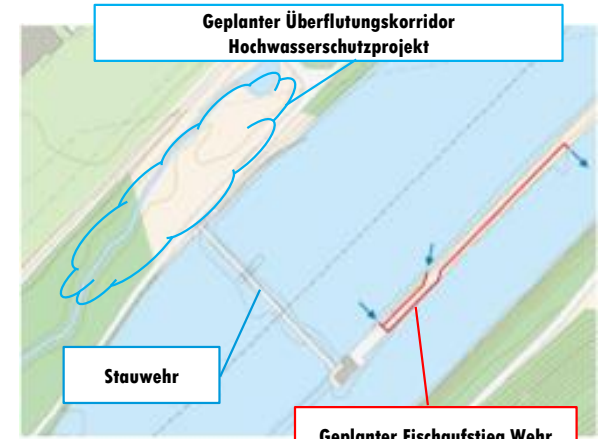 Geplanter Überflutungskorridor
Hochwasserschutzprojekt
Stauwehr
Geplanter Fischaufstieg Wehr